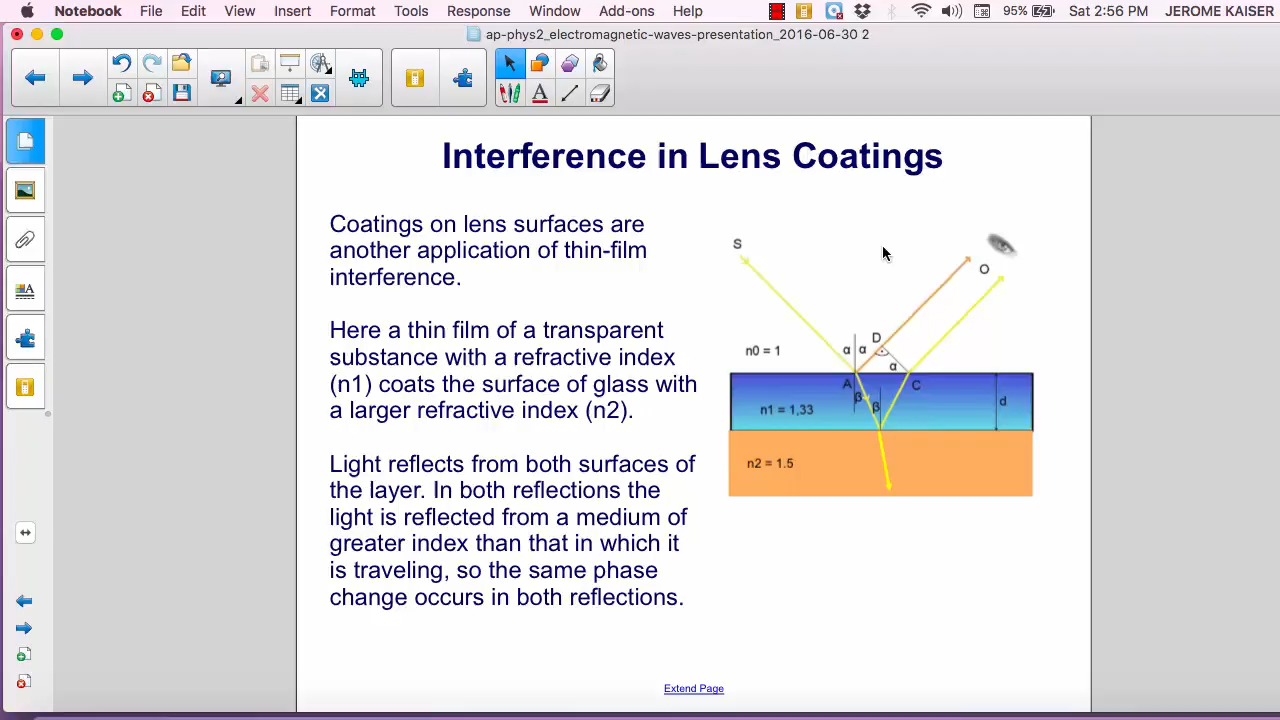 Notebook File Edit View Insert Format Tools Response Window Add-ons Help 95% Sat 2:56 PM JEROME KAISER
ap-phys2_electromagnetic-waves-presentation_2016-06-30 2
Interference in Lens Coatings
Coatings on lens surfaces are
another application of thin-film
interference.
Here a thin film of a transparent
substance with a refractive index
(n1) coats the surface of glass with
a larger refractive index (n2).
Light reflects from both surfaces of
the layer. In both reflections the
light is reflected from a medium of
greater index than that in which it
is traveling, so the same phase
change occurs in both reflections.
S
O
D
n0 = 1
α α
α
A
C
β
β
d
n1 = 1,33
n2 = 1.5
Extend Page